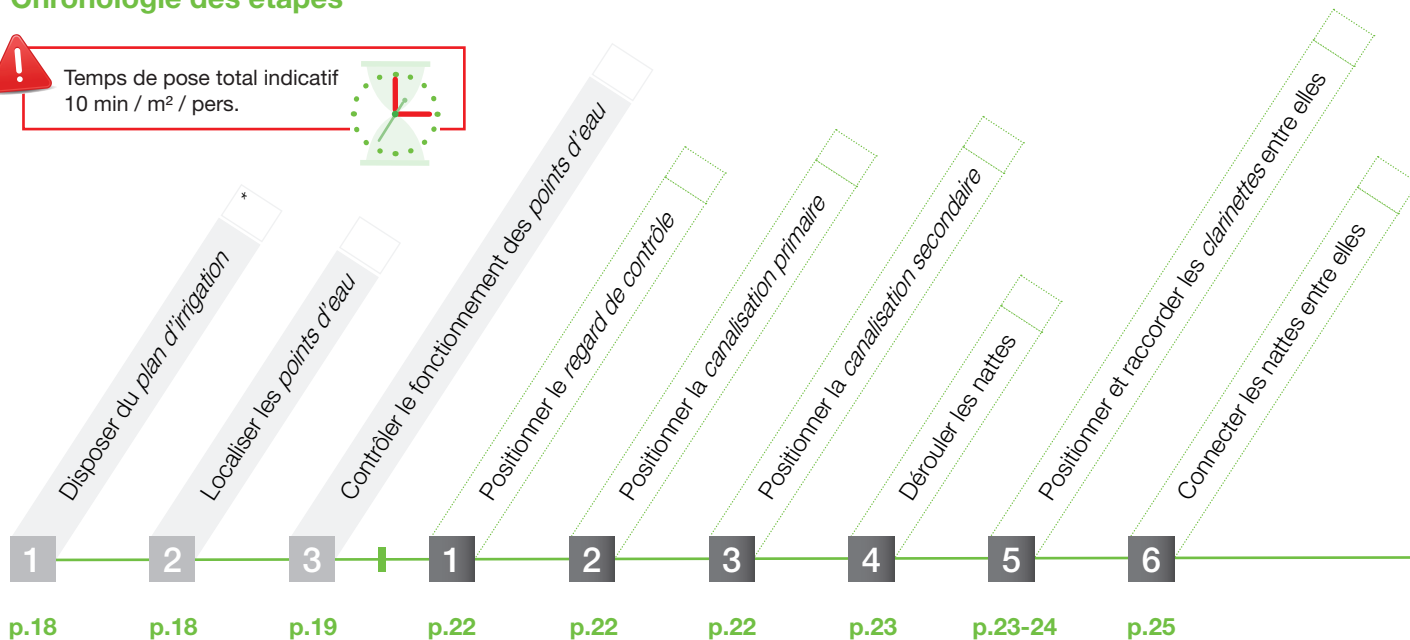 Chronologie des étapes
!
Temps de pose total indicatif
10 min / m² / pers.
*
Disposer du plan d'irrigation
Localiser les points d'eau
Contrôler le fonctionnement des points d'eau
Positionner le regard de contrôle
Positionner la canalisation primaire
Positionner la canalisation secondaire
Dérouler les nattes
Positionner et raccorder les clarinettes entre elles
Connecter les nattes entre elles
1 2 3 1 2 3 4 5 6
p.18 p.18 p.19 p.22 p.22 p.22 p.23 p.23-24 p.25